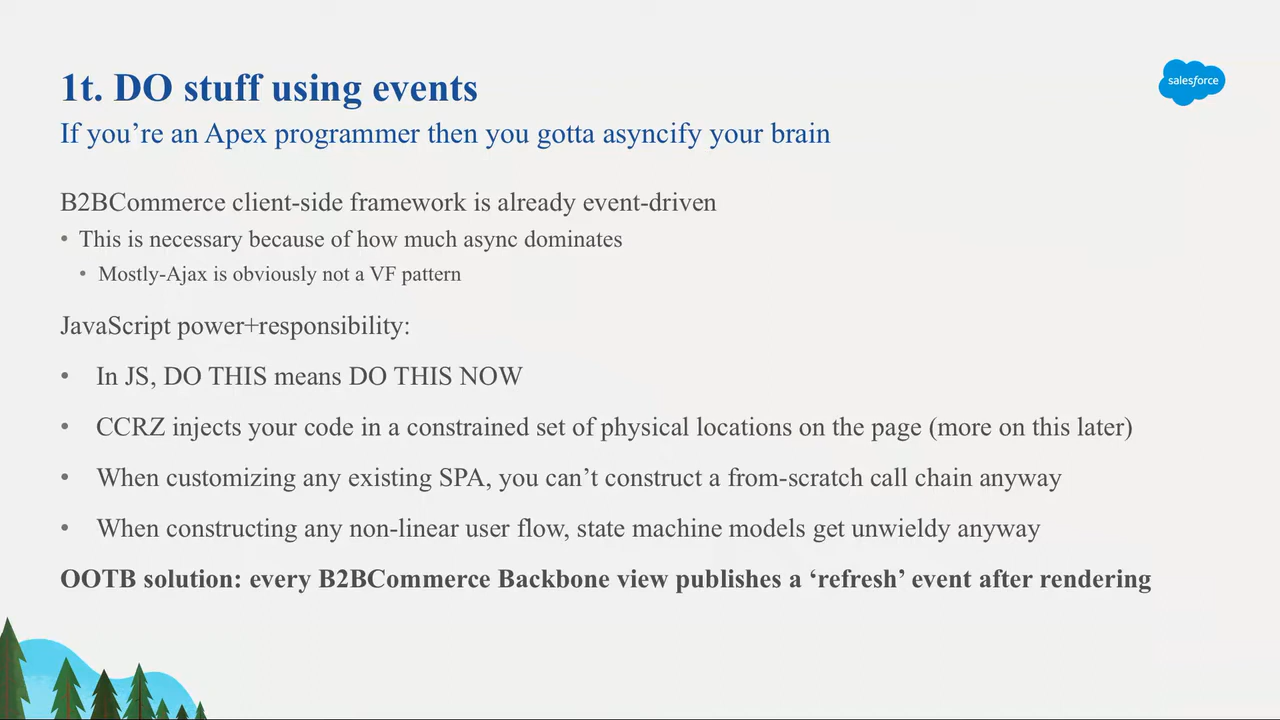 1t. DO stuff using events
salesforce
If you’re an Apex programmer then you gotta asyncify your brain
B2BCommerce client-side framework is already event-driven
• This is necessary because of how much async dominates
• Mostly-Ajax is obviously not a VF pattern
JavaScript power+responsibility:
• In JS, DO THIS means DO THIS NOW
• CCRZ injects your code in a constrained set of physical locations on the page (more on this later)
• When customizing any existing SPA, you can’t construct a from-scratch call chain anyway
• When constructing any non-linear user flow, state machine models get unwieldy anyway
OOTB solution: every B2BCommerce Backbone view publishes a ‘refresh’ event after rendering